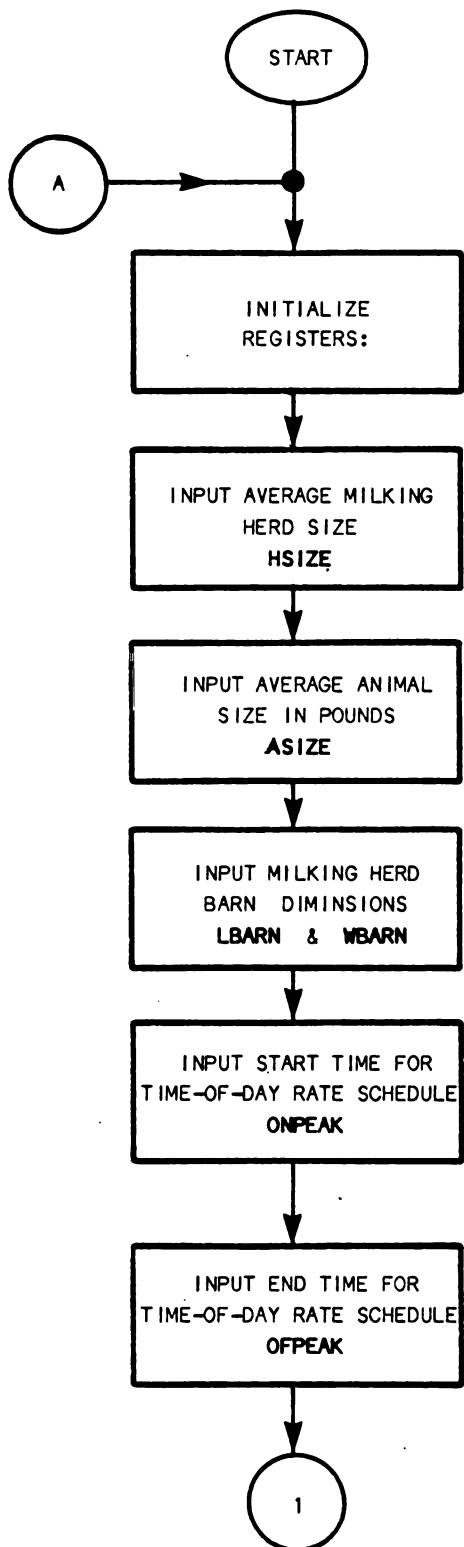 START
A
INITIALIZE
REGISTERS:
INPUT AVERAGE MILKING
HERD SIZE
HSIZE
INPUT AVERAGE ANIMAL
SIZE IN POUNDS
ASIZE
INPUT MILKING HERD
BARN DIMINSIONS
LBARN & WBARN
INPUT START TIME FOR
TIME-OF-DAY RATE SCHEDULE
ONPEAK
INPUT END TIME FOR
TIME-OF-DAY RATE SCHEDULE
OFPEAK
1